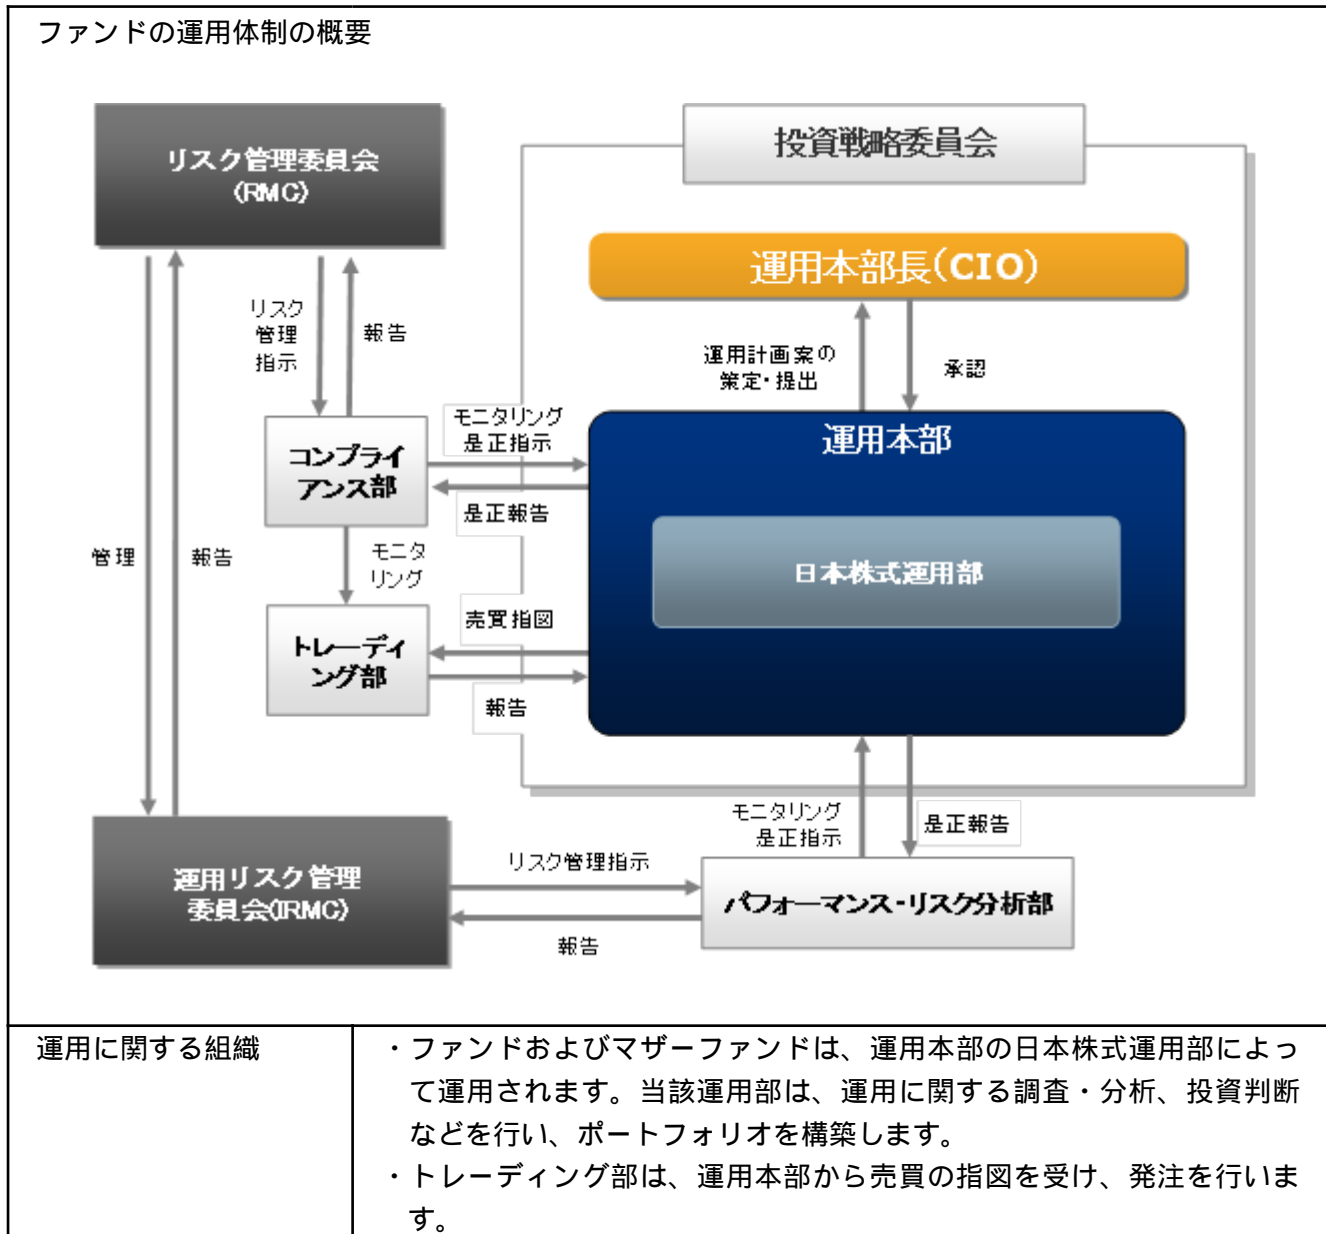 ファンドの運用体制の概要
リスク管理委員会
(RMC)
投資戦略委員会
運用本部長(CIO)
リスク
管理
指示
報告
運用計画案の
策定・提出
承認
モニタリング
是正指示
運用本部
コンプライ
アンス部
是正報告
管理
報告
モニタ
リング
日本株式運用部
売買指図
トレーディ
ング部
報告
モニタリング
是正指示
是正報告
運用リスク管理
委員会(IRMC)
リスク管理指示
パフォーマンス・リスク分析部
報告
運用に関する組織
・ファンドおよびマザーファンドは、運用本部の日本株式運用部によっ
て運用されます。当該運用部は、運用に関する調査・分析、投資判断
などを行い、ポートフォリオを構築します。
・トレーディング部は、運用本部から売買の指図を受け、発注を行いま
す。